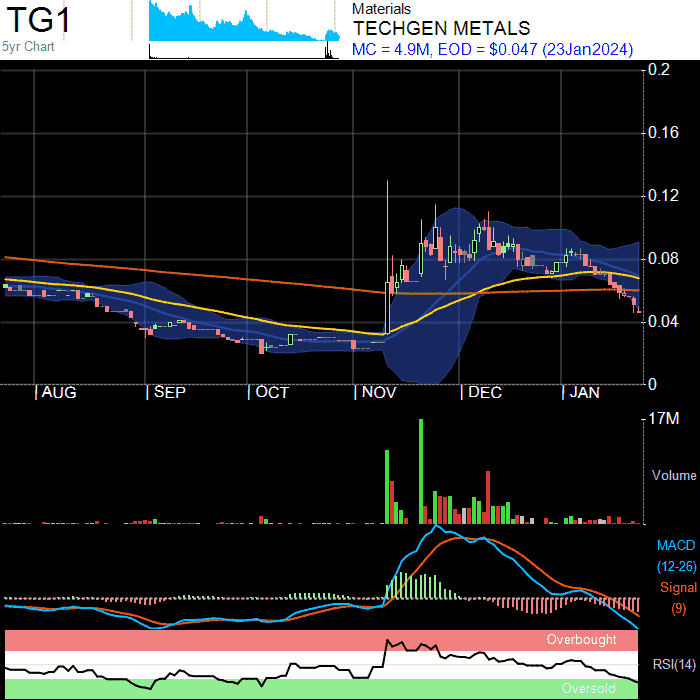 TG1
5yr Chart
Materials
TECHGEN METALS
MC = 4.9M, EOD = $0.047 (23Jan2024)
0.2
0.16
0.12
0.08
0.04
0
AUG SEP OCT NOV DEC JAN
17M
Volume
MACD
(12-26)
Signal
(9)
Overbought
RSI(14)
Oversold